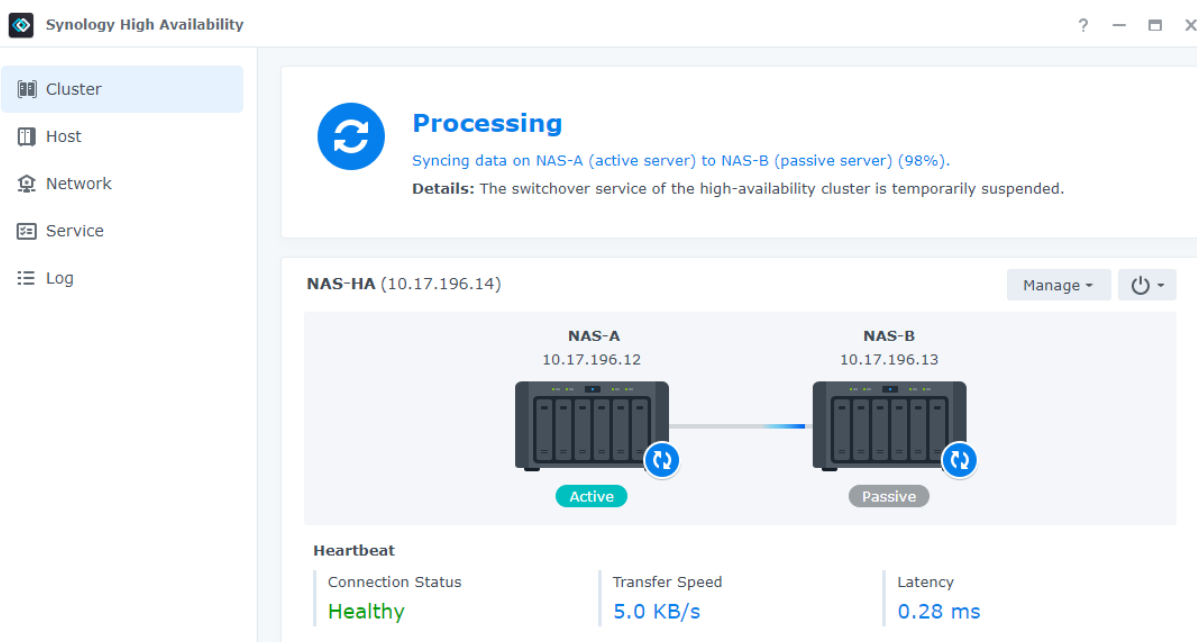 Synology High Availability
?
Cluster
Host
Network
Service
Log
Processing
Syncing data on NAS-A (active server) to NAS-B (passive server) (98%).
Details: The switchover service of the high-availability cluster is temporarily suspended.
NAS-HA (10.17.196.14)
Manage
NAS-A
10.17.196.12
NAS-B
10.17.196.13
Active
Passive
Heartbeat
Connection Status
Healthy
Transfer Speed
5.0 KB/s
Latency
0.28 ms